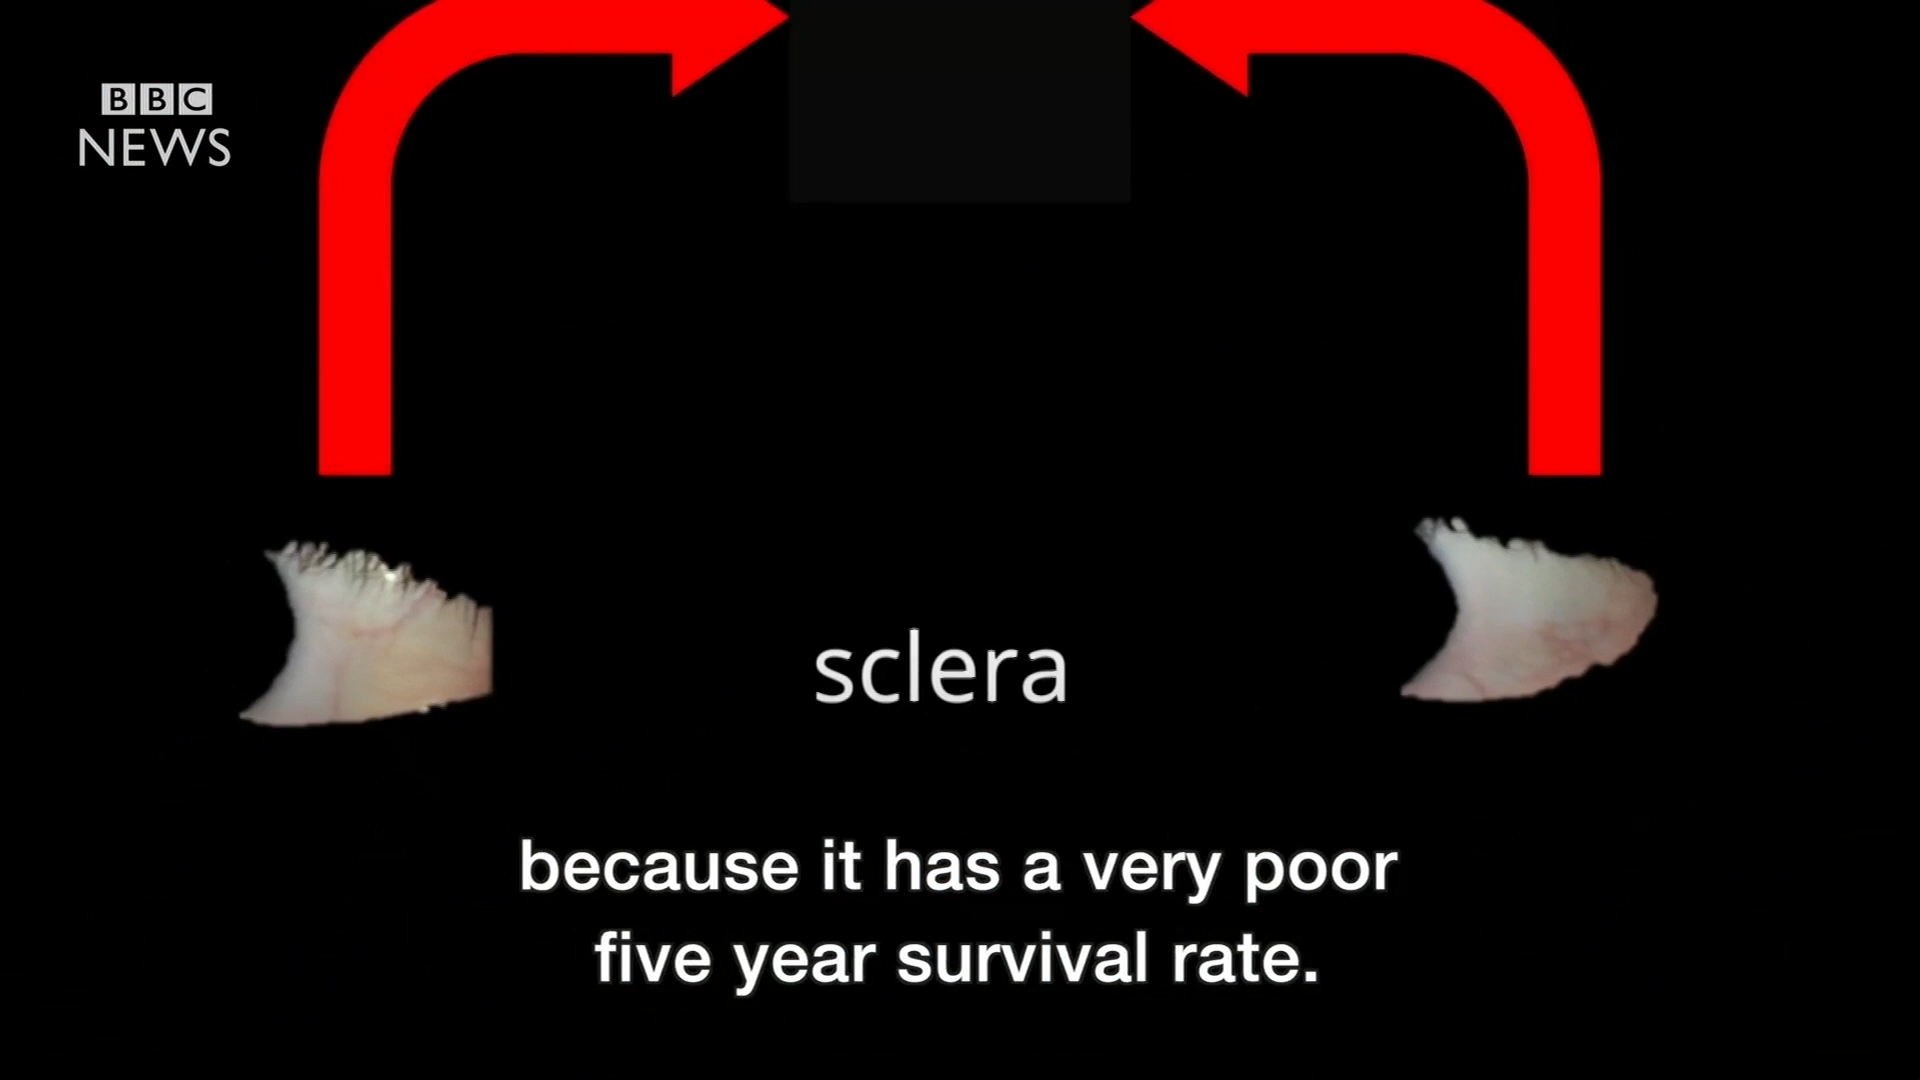 BBC
NEWS
sclera
because it has a very poor
five year survival rate.